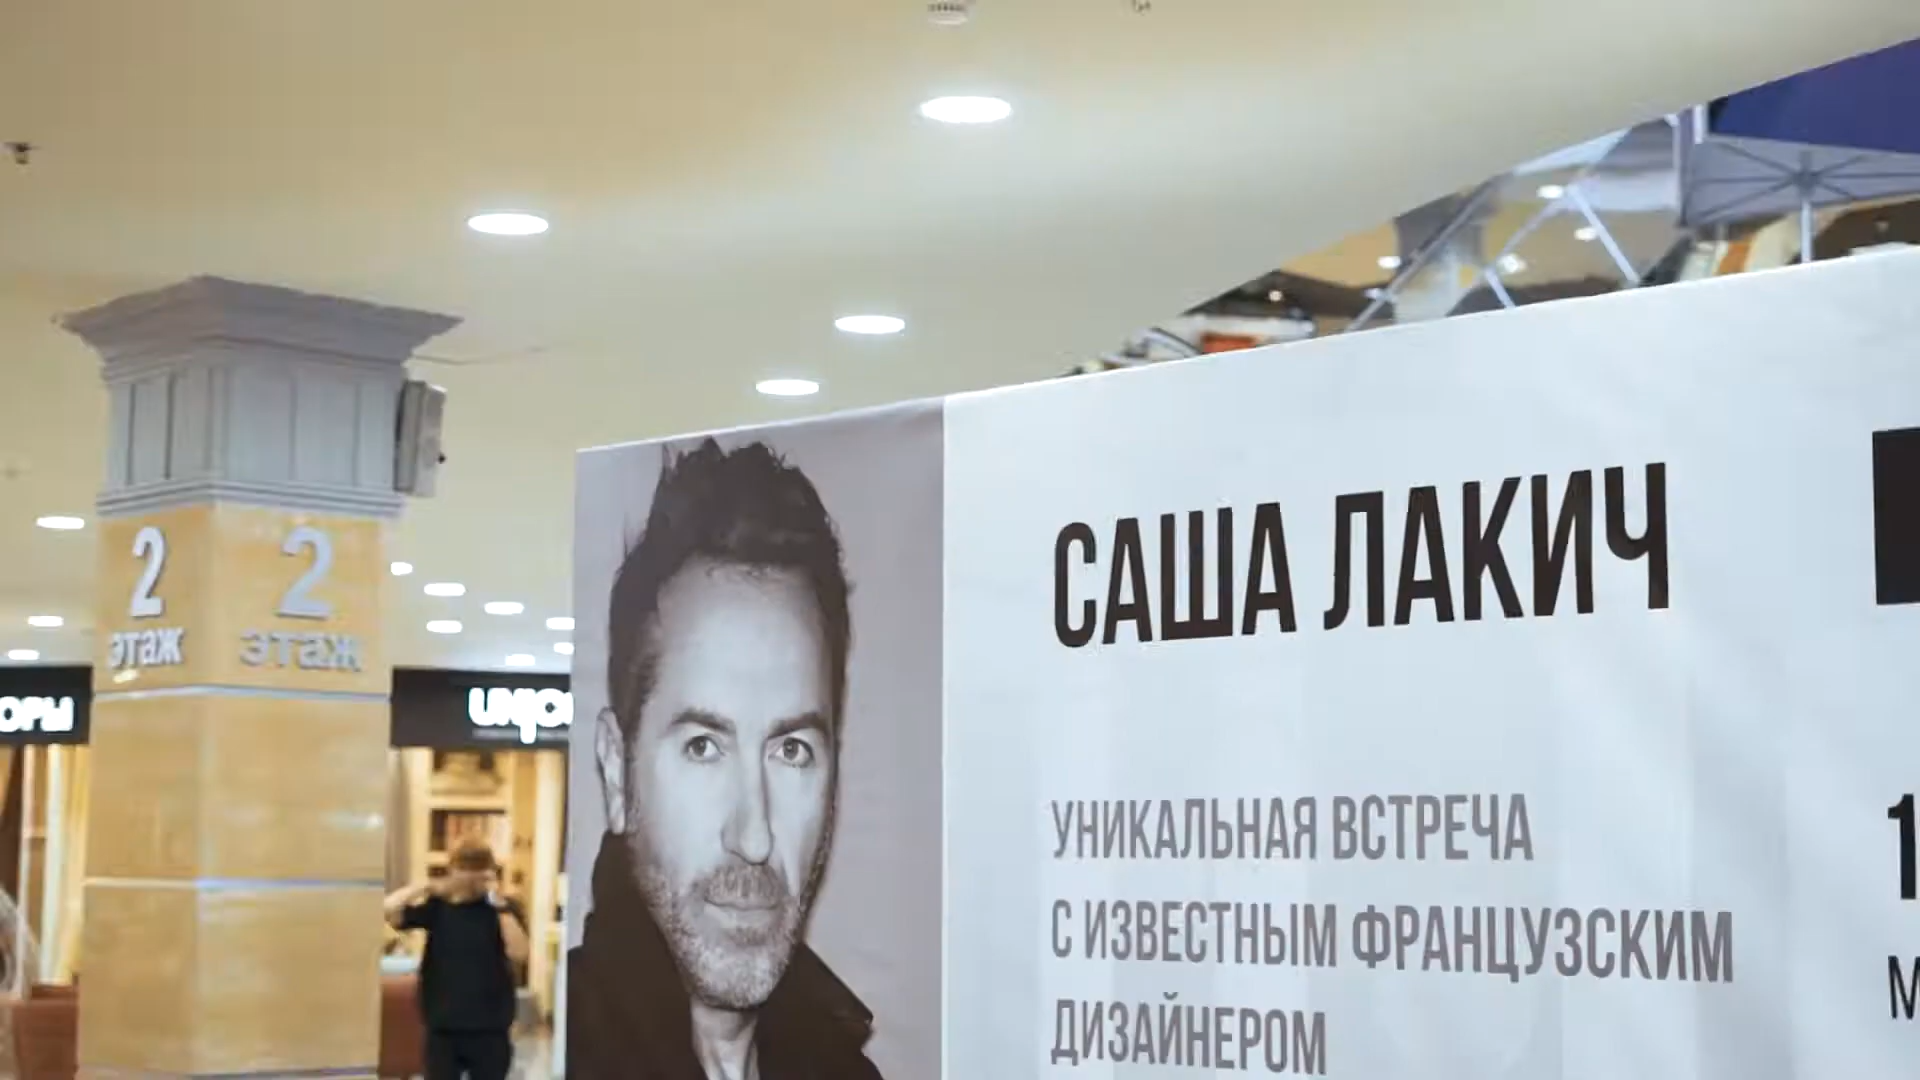 2
этаж
2
этаж
САША ЛАКИЧ
УНИКАЛЬНАЯ ВСТРЕЧА
С ИЗВЕСТНЫМ ФРАНЦУЗСКИМ
ДИЗАЙНЕРОМ